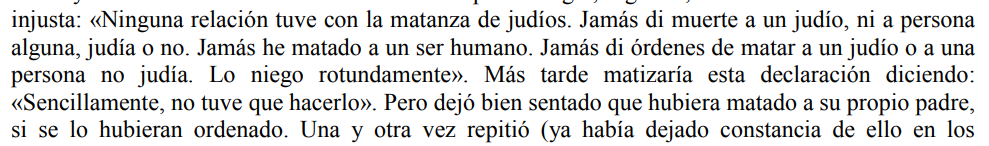 injusta: «Ninguna relación tuve con la matanza de judíos. Jamás di muerte a un judío, ni a persona
alguna, judía o no. Jamás he matado a un ser humano. Jamás di órdenes de matar a un judío o a una
persona no judía. Lo niego rotundamente». Más tarde matizaría esta declaración diciendo:
«Sencillamente, no tuve que hacerlo». Pero dejó bien sentado que hubiera matado a su propio padre,
si se lo hubieran ordenado. Una y otra vez repitió (ya había dejado constancia de ello en los